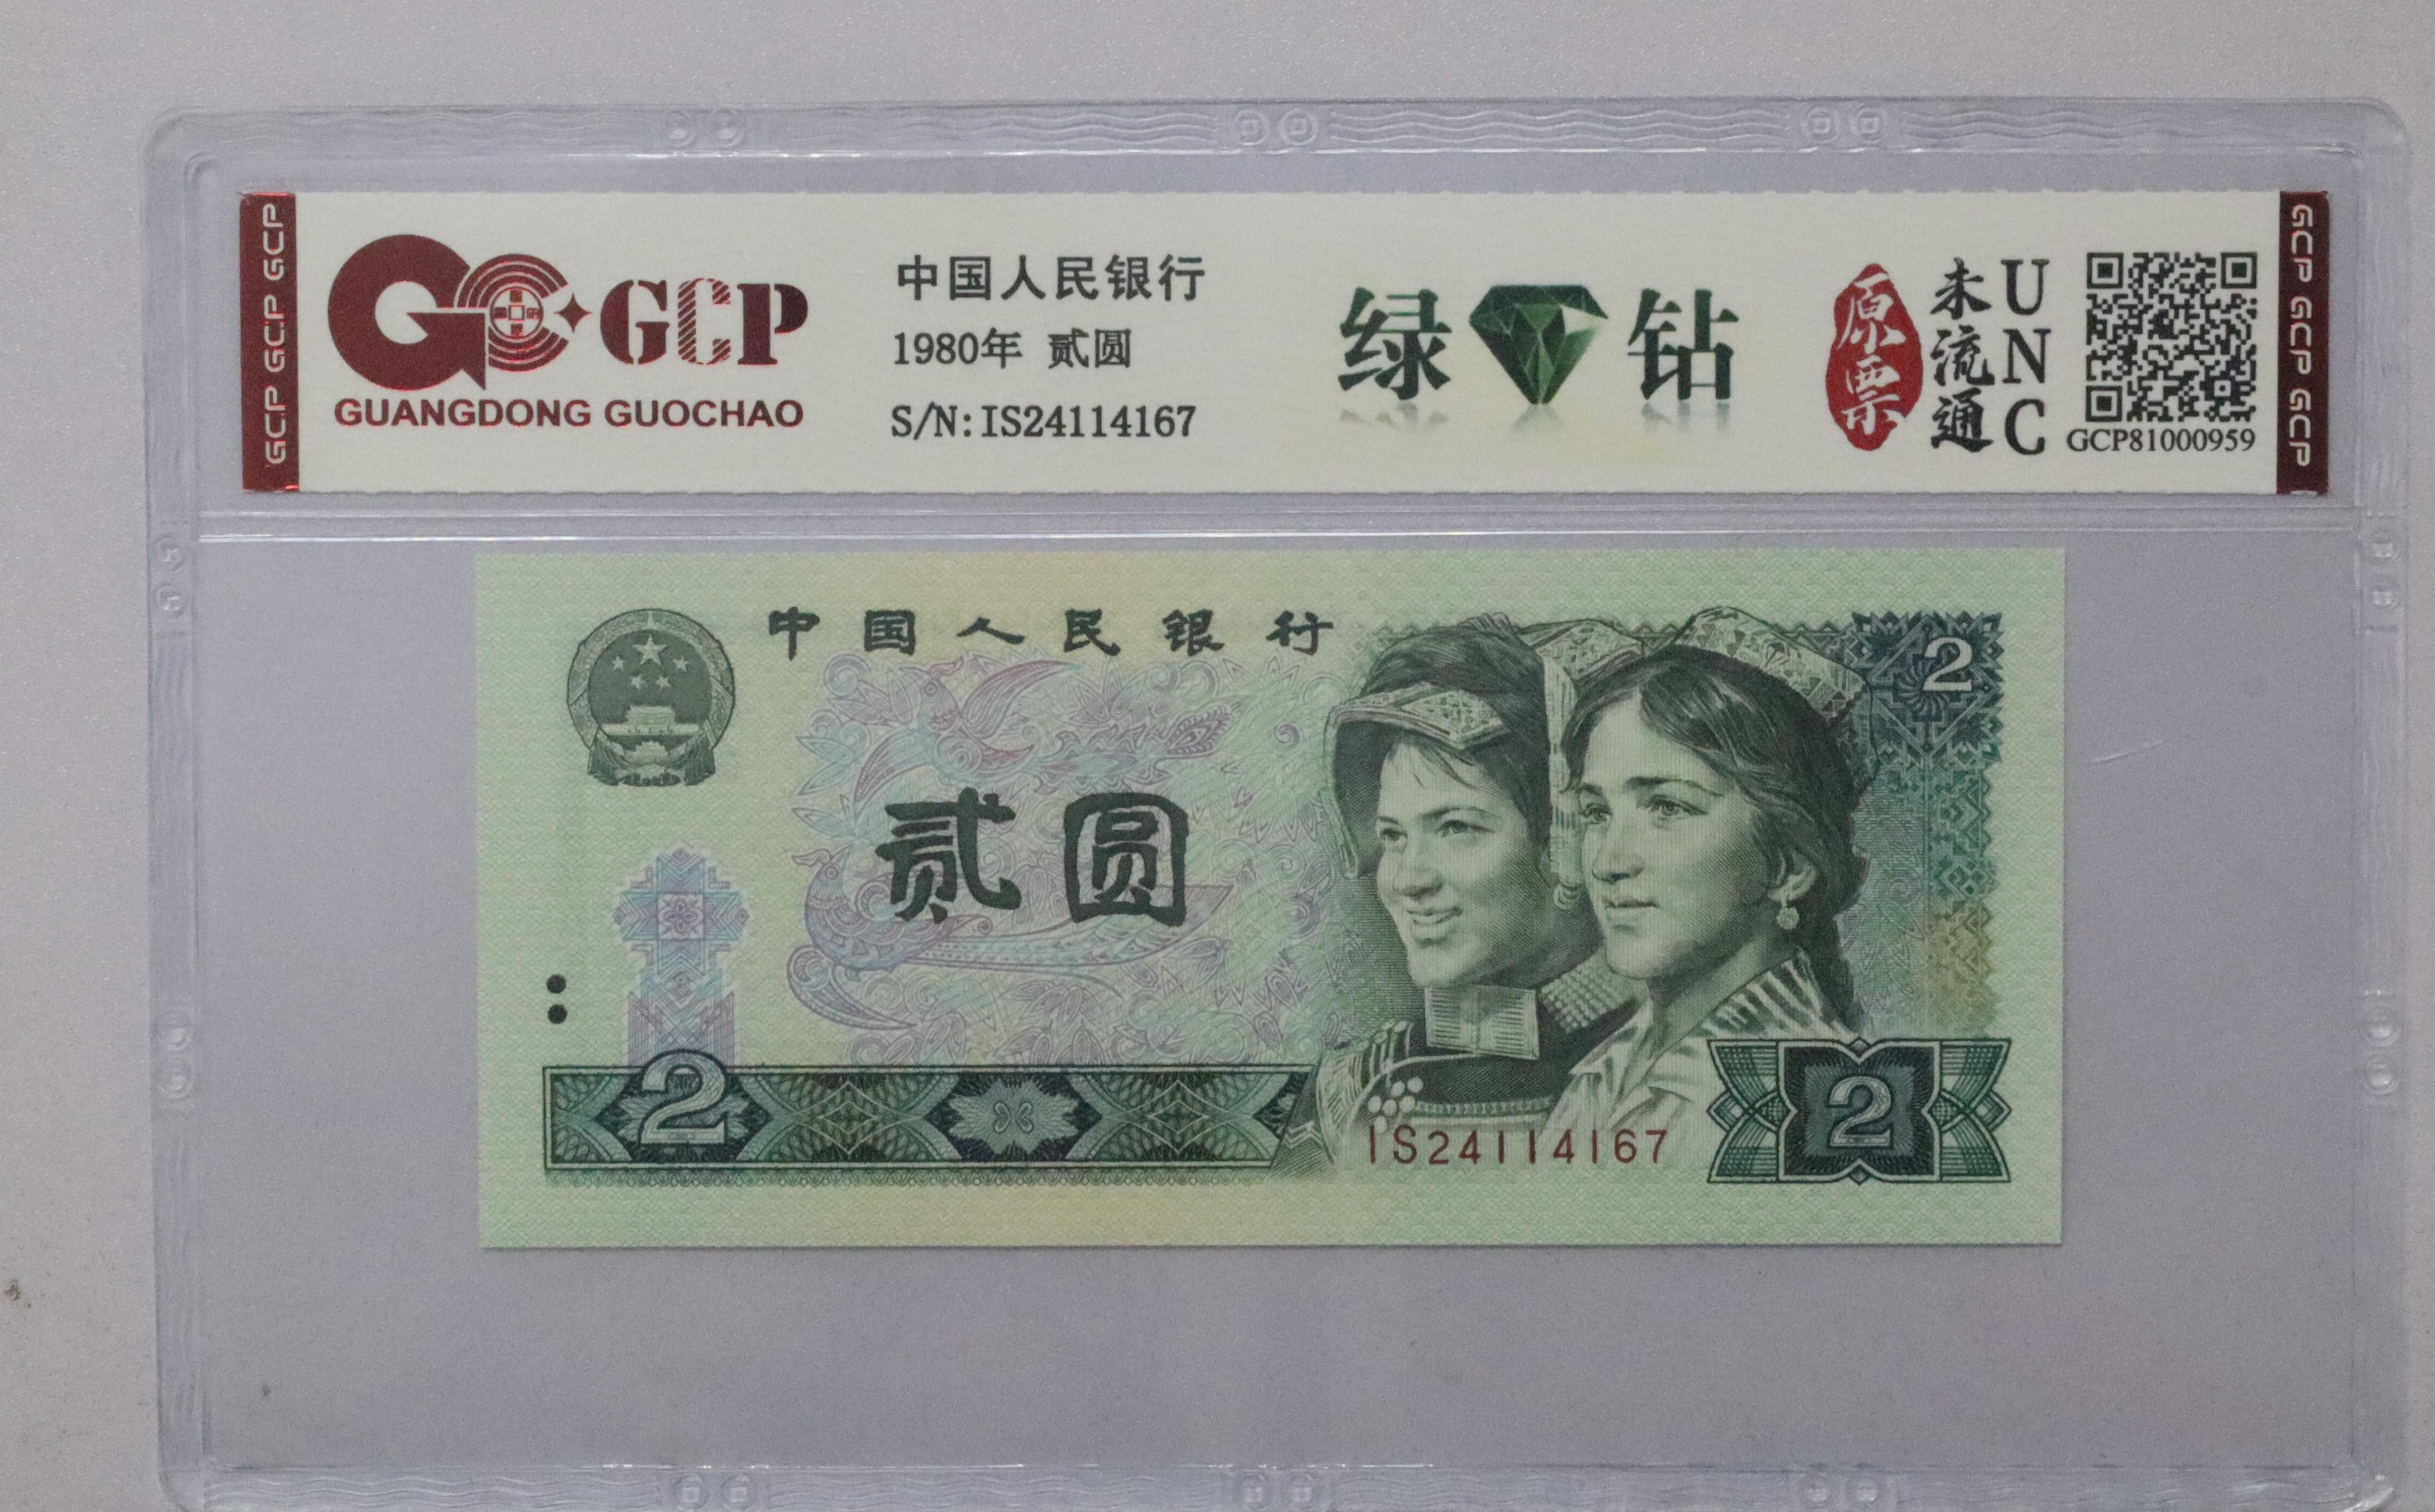 GCP GCP GCP
GCP
GUANGDONG GUOCHAO
中国人民银行
1980年 贰圆
S/N:IS24114167
绿钻
原票
未流通
UNC
GCP81000959
GCP GCP GCP
中国人民银行
2
贰圆
2
IS24114167
2